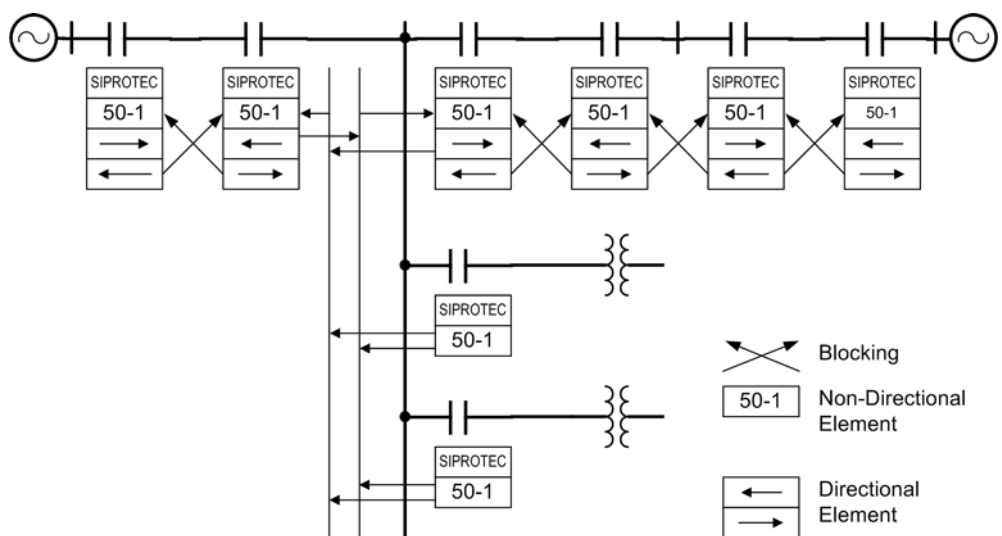 SIPROTEC SIPROTEC SIPROTEC SIPROTEC SIPROTEC SIPROTEC
50-1 50-1 50-1 50-1 50-1 50-1
SIPROTEC
50-1
Blocking
50-1 Non-Directional
Element
SIPROTEC
50-1
Directional
Element